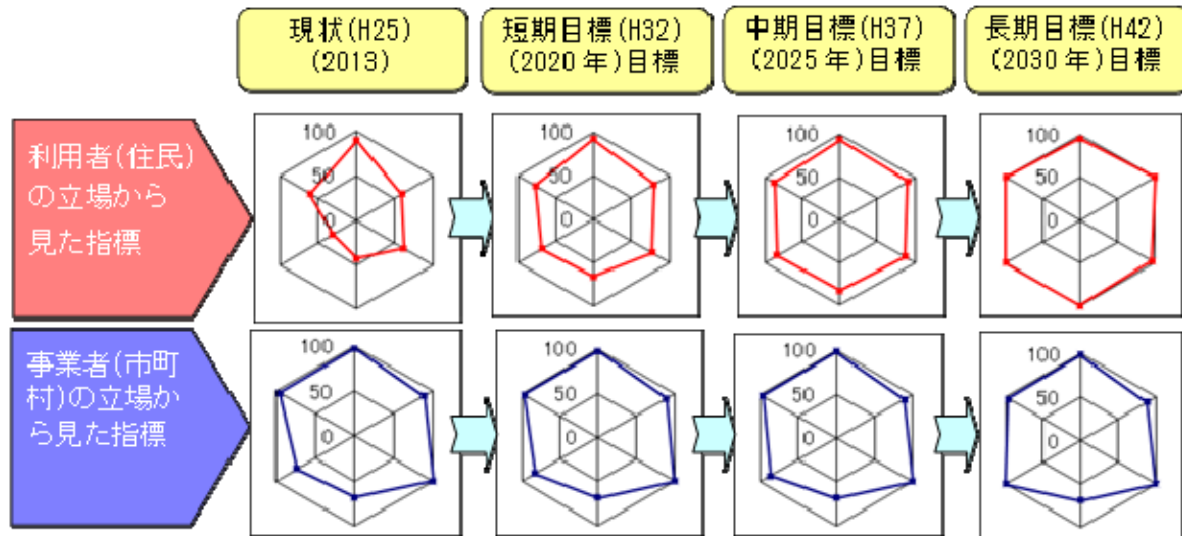 現状(H25)
(2013)
短期目標(H32)
(2020年)目標
中期目標(H37)
(2025年)目標
長期目標(H42)
(2030年)目標
利用者(住民)
の立場から
見た指標
100
50
0
100
50
0
100
50
0
100
50
0
事業者(市町
村)の立場か
ら見た指標
100
50
0
100
50
0
100
50
0
100
50
0